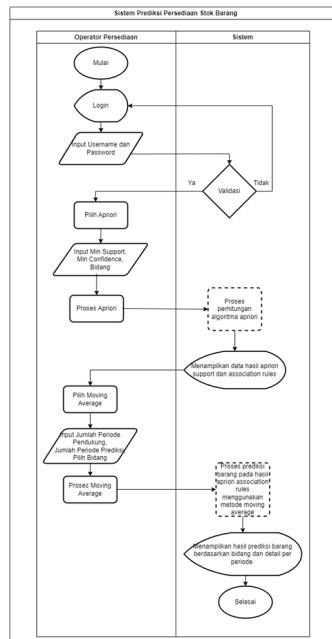 Sistem Prediksi Persediaan Stok Barang
Operator Persediaan
Sistem
Mulai
Login
Input Username dan
Password
Validasi
Ya
Tidak
Pilih Apriori
Input Min Support,
Min Confidence,
Bidang
Proses Apriori
Proses
perhitungan
algoritma apriori
Menampilkan data hasil apriori
support dan association rules
Pilih Moving
Average
Input Jumlah Periode
Pendukung,
Jumlah Periode Prediksi,
Pilih Bidang
Proses Moving
Average
Proses prediksi
barang pada hasil
apriori association
rules
menggunakan
metode moving
average
Menampilkan hasil prediksi barang
berdasarkan bidang dan detail per
periode
Selesai